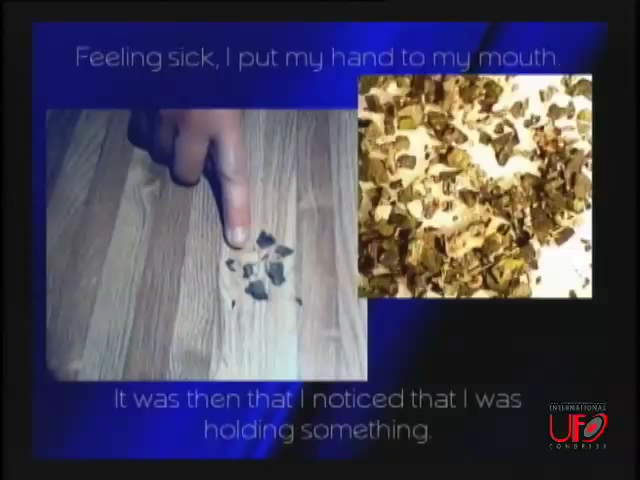 Feeling sick, I put my hand to my mouth.
It was then that I noticed that I was
holding something.
INTERNATIONAL
UFO
CONGRESS